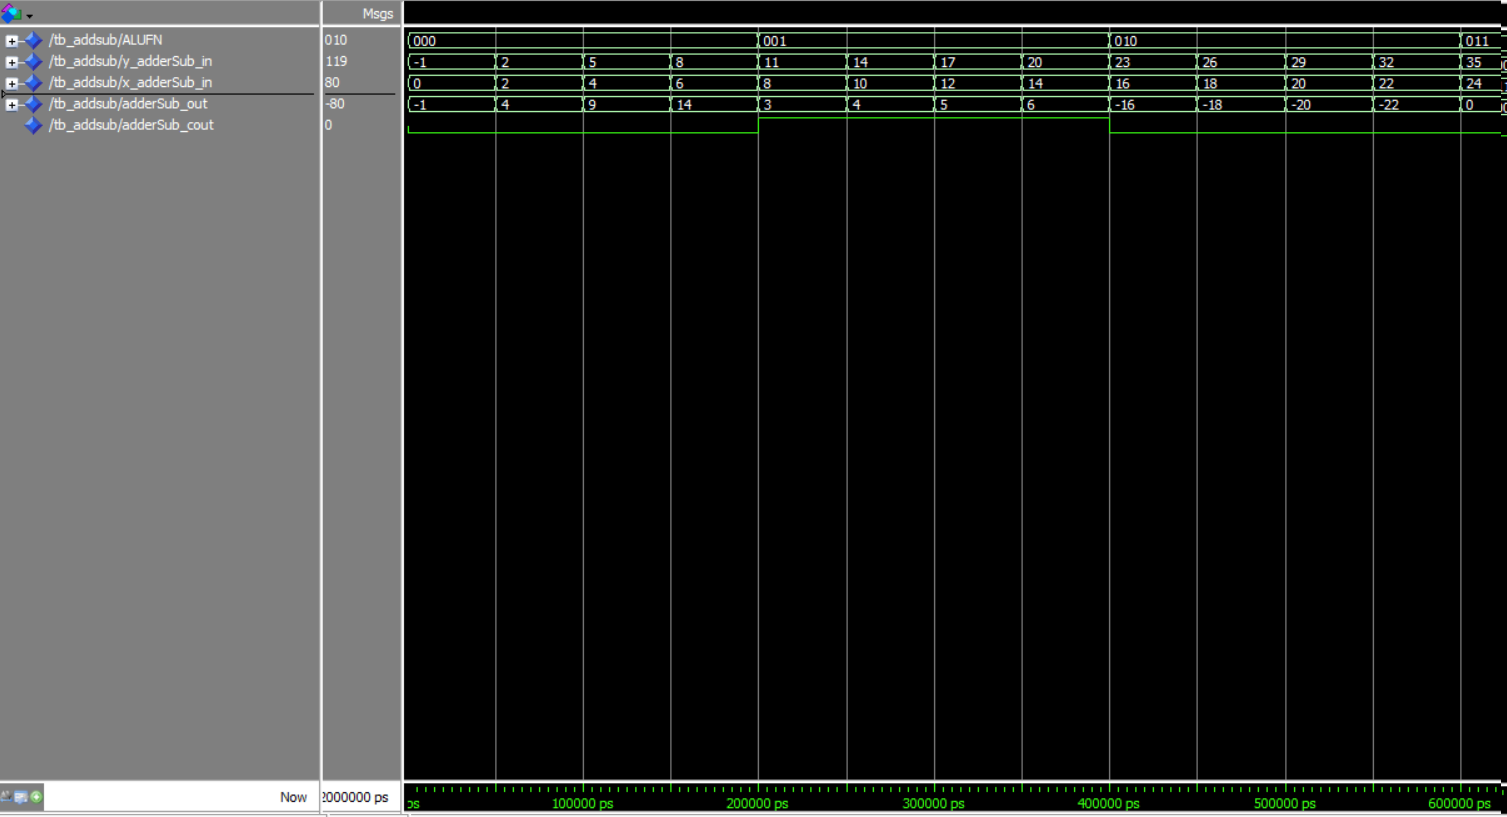 Msgs
/tb_addsub/ALUFN 010 000 001 010 011
/tb_addsub/y_adderSub_in 119 -1 2 5 8 11 14 17 20 23 26 29 32 35
/tb_addsub/x_adderSub_in 80 0 2 4 6 8 10 12 14 16 18 20 22 24
/tb_addsub/adderSub_out -80 -1 4 9 14 3 4 5 6 -16 -18 -20 -22 0
/tb_addsub/adderSub_cout 0
Now 2000000 ps ps 100000 ps 200000 ps 300000 ps 400000 ps 500000 ps 600000 ps